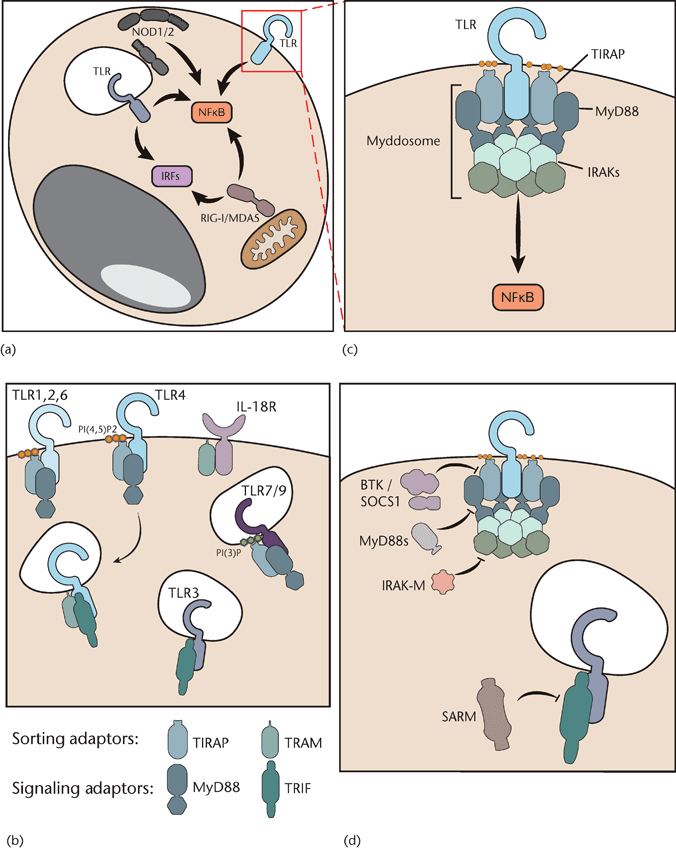 NOD1/2
TLR
TLR
NFκB
IRFs
RIG-I/MDA5
(a)
TLR
TIRAP
MyD88
Myddosome
IRAKs
NFκB
(c)
TLR1,2,6
TLR4
PI(4,5)P2
IL-18R
TLR7/9
PI(3)P
TLR3
Sorting adaptors:
TIRAP
TRAM
Signaling adaptors:
MyD88
TRIF
(b)
BTK /
SOCS1
MyD88s
IRAK-M
SARM
(d)